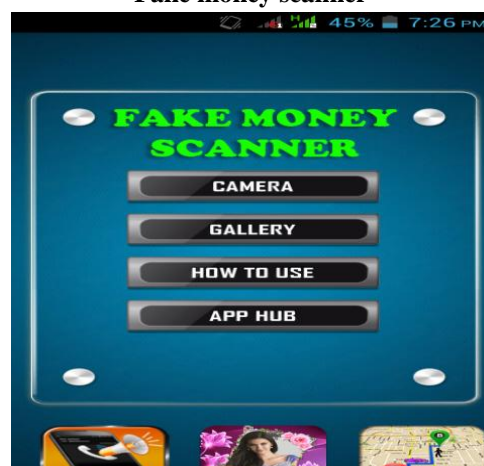 Fake money scanner
H
45% 7:26 PM
FAKE MONEY
SCANNER
CAMERA
GALLERY
HOW TO USE
APP HUB